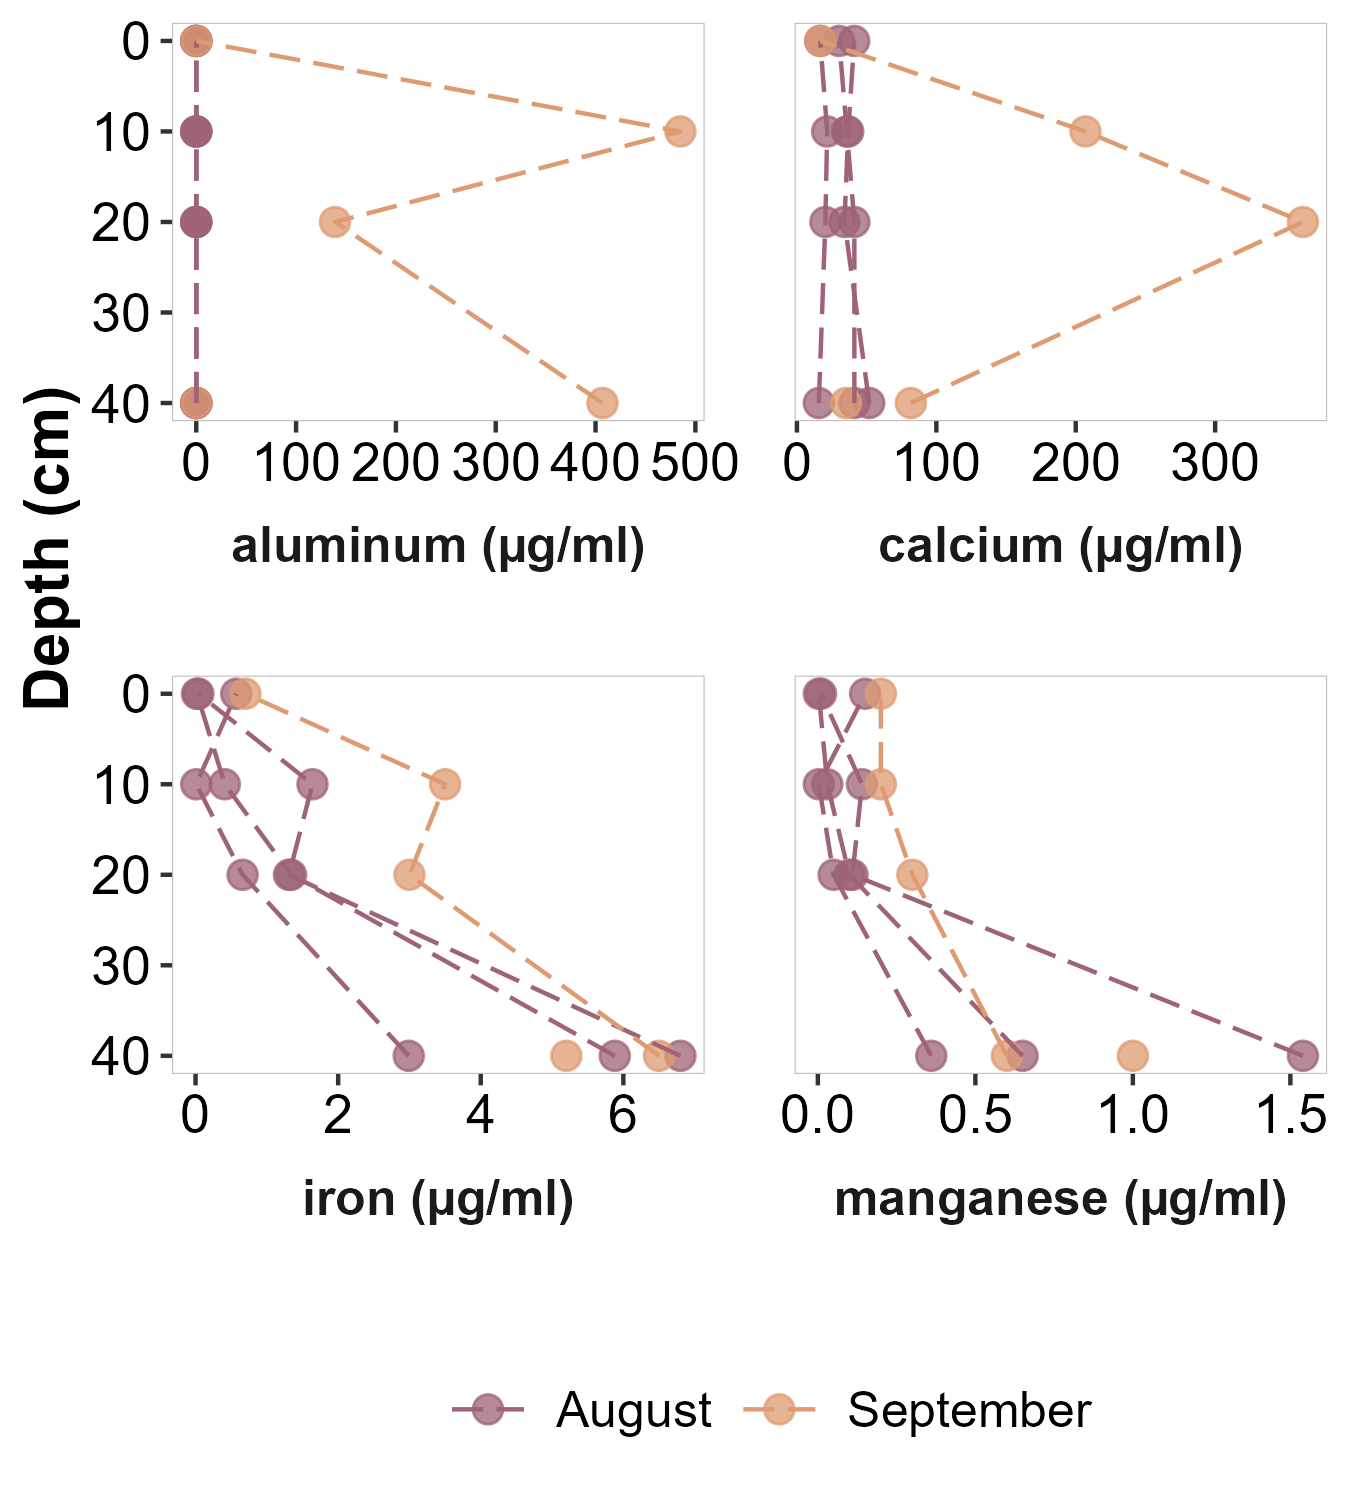 Depth (cm)
0
10
20
30
40
0 100 200 300 400 500
aluminum (µg/ml)
0 100 200 300
calcium (µg/ml)
0
10
20
30
40
0 2 4 6
iron (µg/ml)
0.0 0.5 1.0 1.5
manganese (µg/ml)
August September